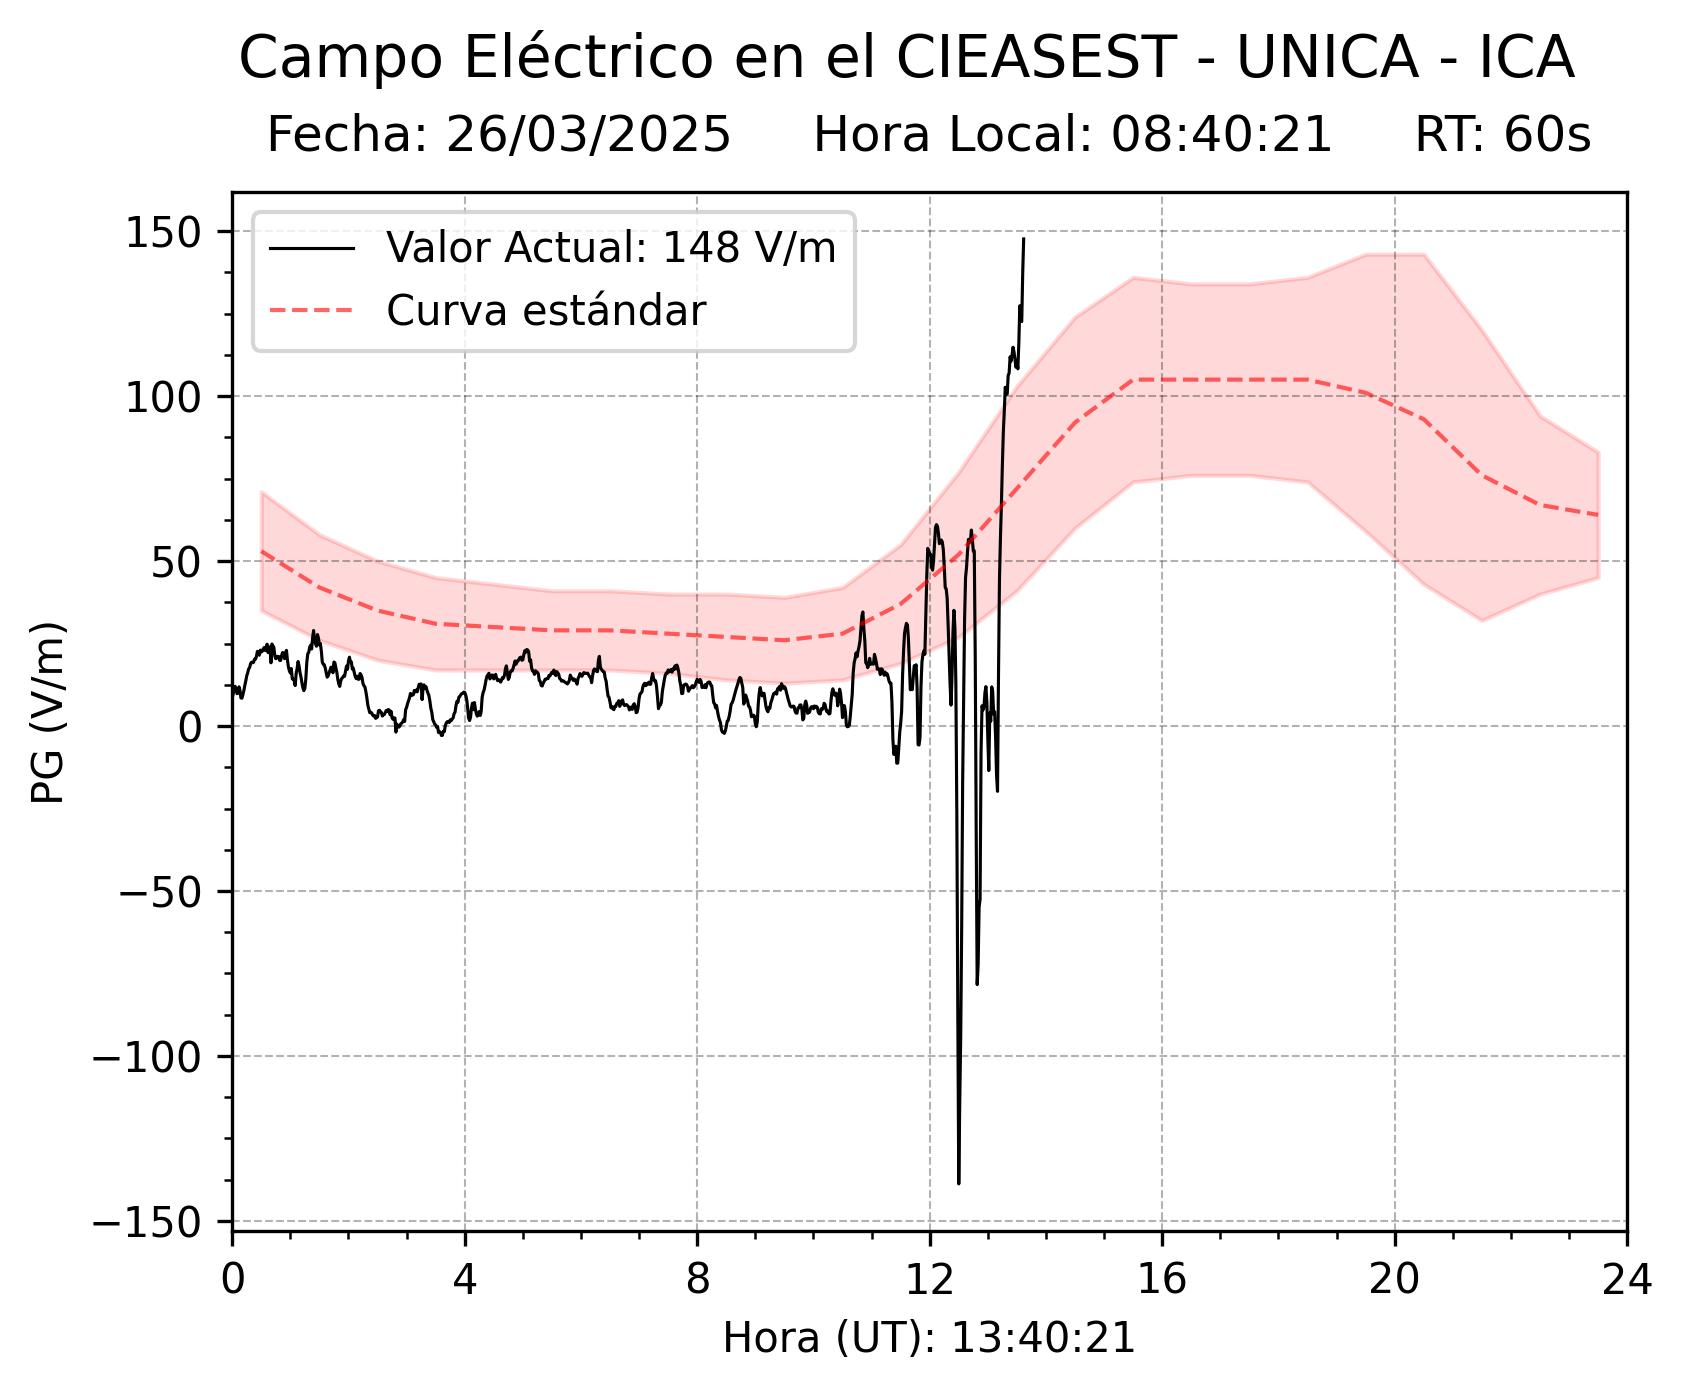 Campo Eléctrico en el CIEASEST - UNICA - ICA
Fecha: 26/03/2025 Hora Local: 08:40:21 RT: 60s
Valor Actual: 148 V/m
Curva estándar
PG (V/m)
150
100
50
0
−50
−100
−150
0 4 8 12 16 20 24
Hora (UT): 13:40:21